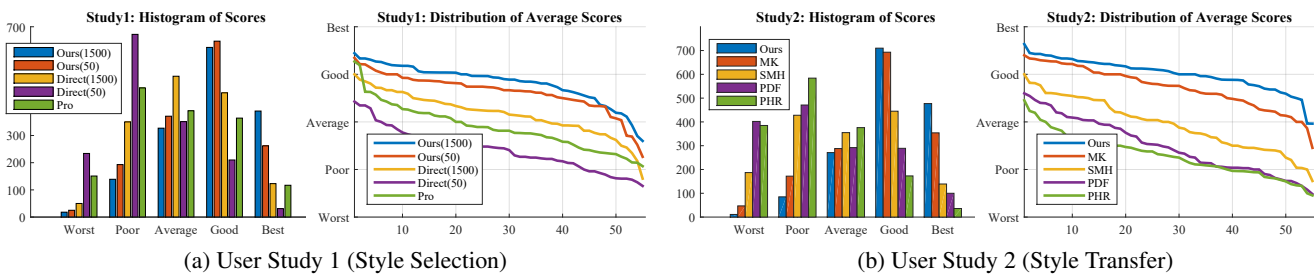 Study1: Histogram of Scores
700
300
200
100
0
Ours(1500)
Ours(50)
Direct(1500)
Direct(50)
Pro
Worst Poor Average Good Best
Study1: Distribution of Average Scores
Best
Good
Average
Poor
Worst
Ours(1500)
Ours(50)
Direct(1500)
Direct(50)
Pro
10 20 30 40 50
(a) User Study 1 (Style Selection)
Study2: Histogram of Scores
700
600
500
400
300
200
100
0
Ours
MK
SMH
PDF
PHR
Worst Poor Average Good Best
Study2: Distribution of Average Scores
Best
Good
Average
Poor
Worst
Ours
MK
SMH
PDF
PHR
10 20 30 40 50
(b) User Study 2 (Style Transfer)